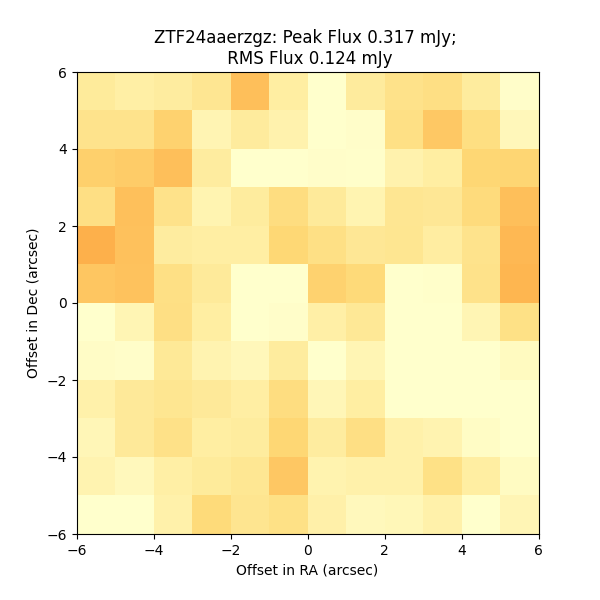 ZTF24aaerzgz: Peak Flux 0.317 mJy;
RMS Flux 0.124 mJy
6
4
2
0
−2
−4
−6
Offset in Dec (arcsec)
−6 −4 −2 0 2 4 6
Offset in RA (arcsec)